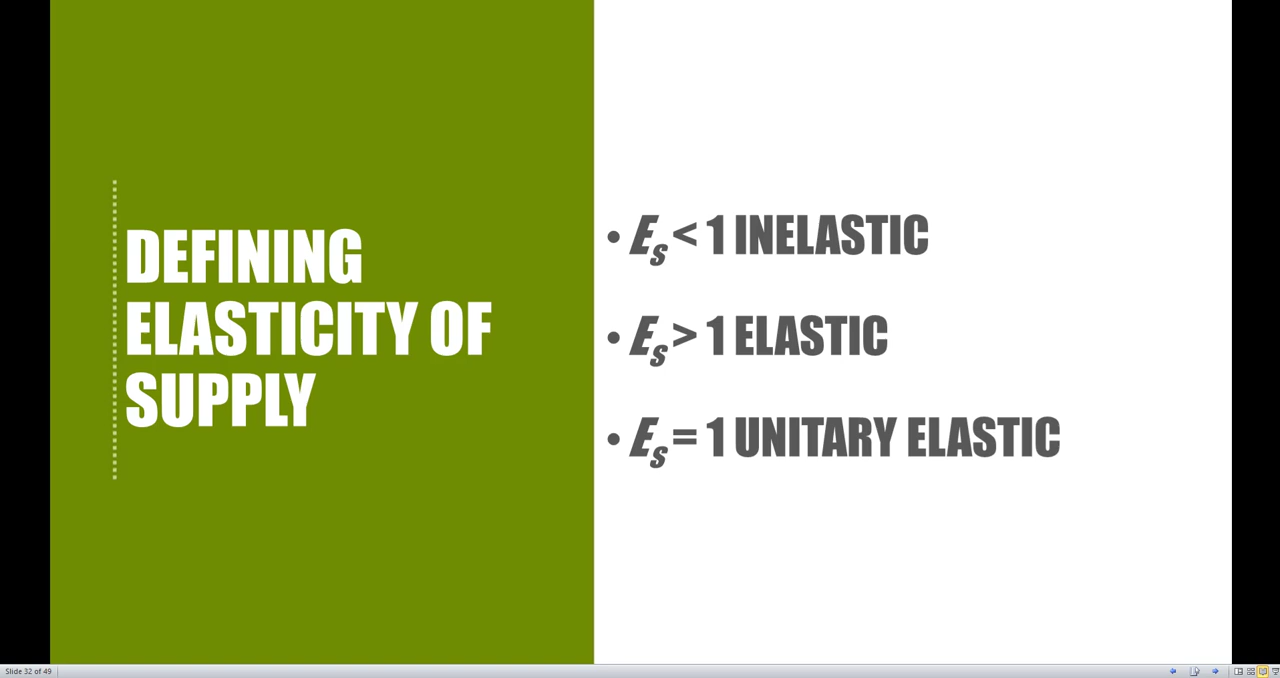 DEFINING
ELASTICITY OF
SUPPLY
• Es < 1 INELASTIC
• Es > 1 ELASTIC
• Es = 1 UNITARY ELASTIC
Slide 32 of 49